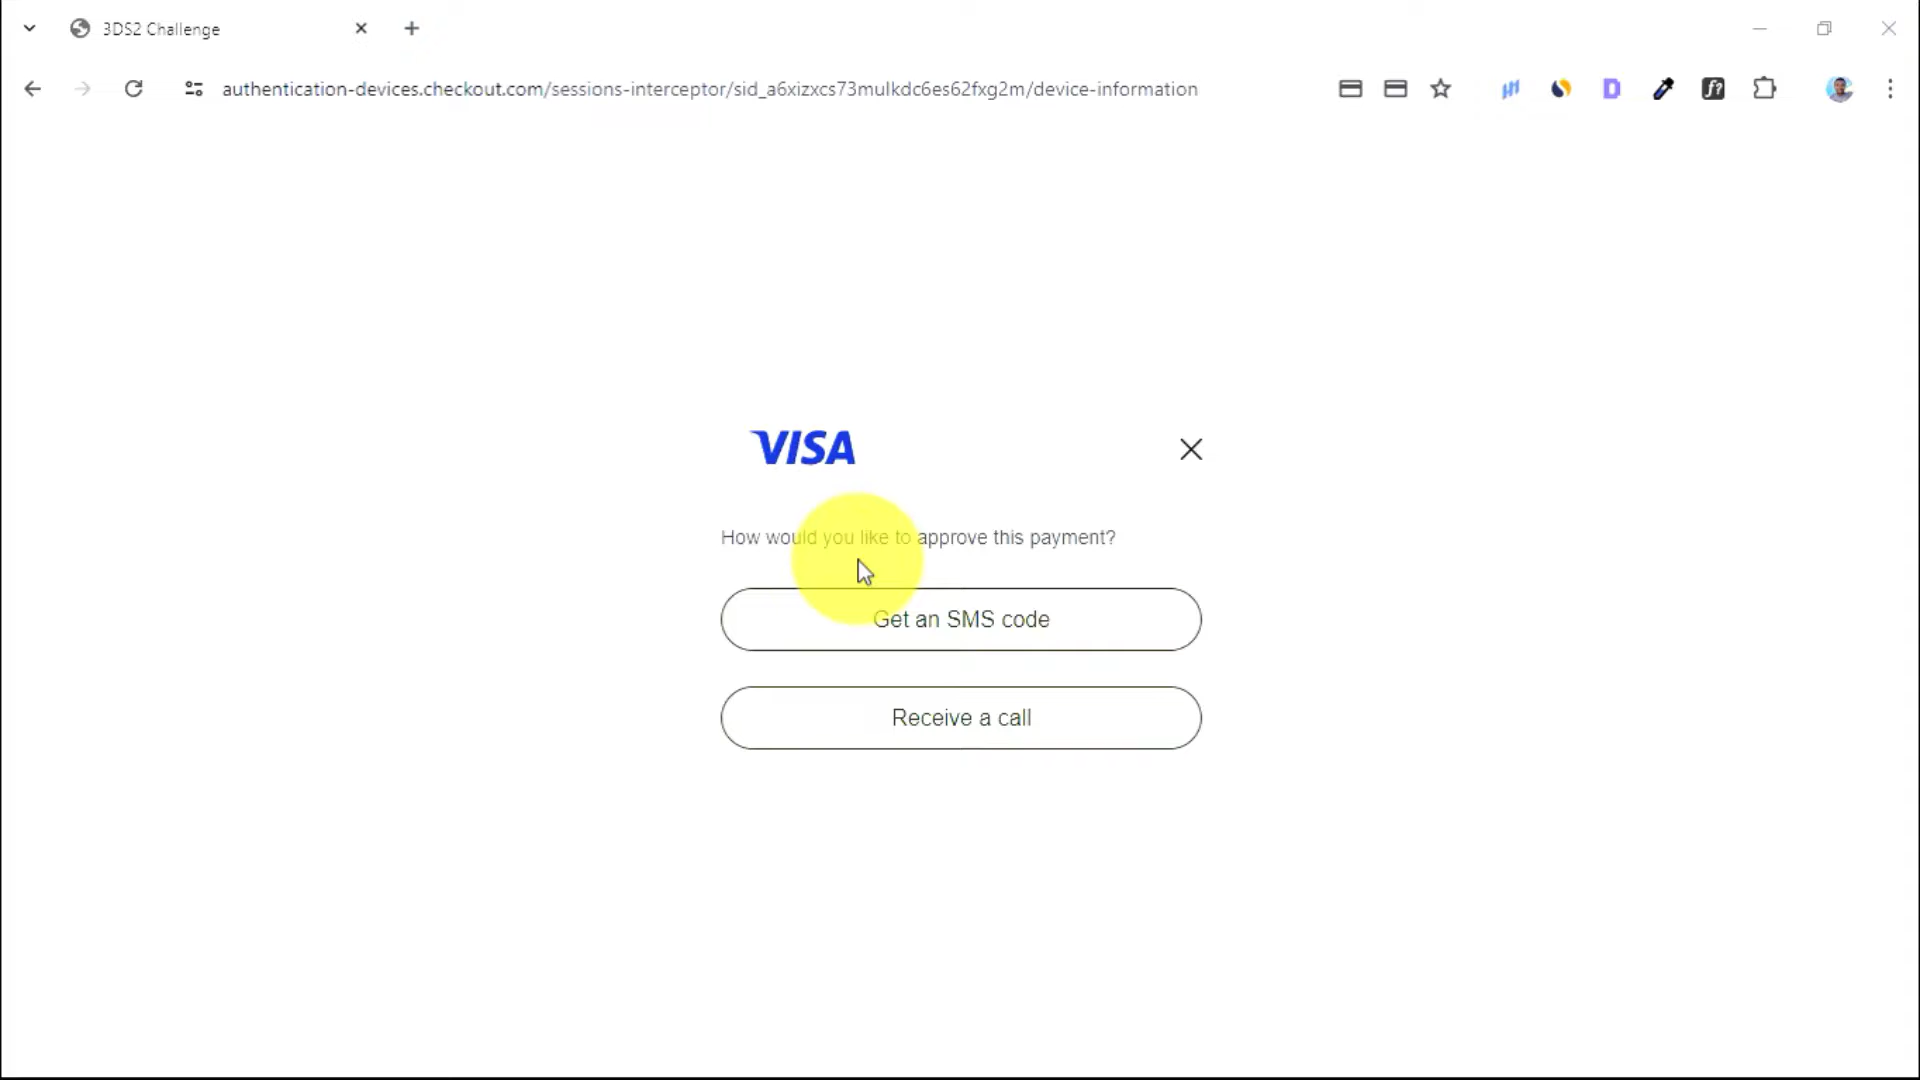 3DS2 Challenge
authentication-devices.checkout.com/sessions-interceptor/sid_a6xizxcs73mulkdc6es62fxg2m/device-information
D
f?
VISA
How would you like to approve this payment?
Get an SMS code
Receive a call